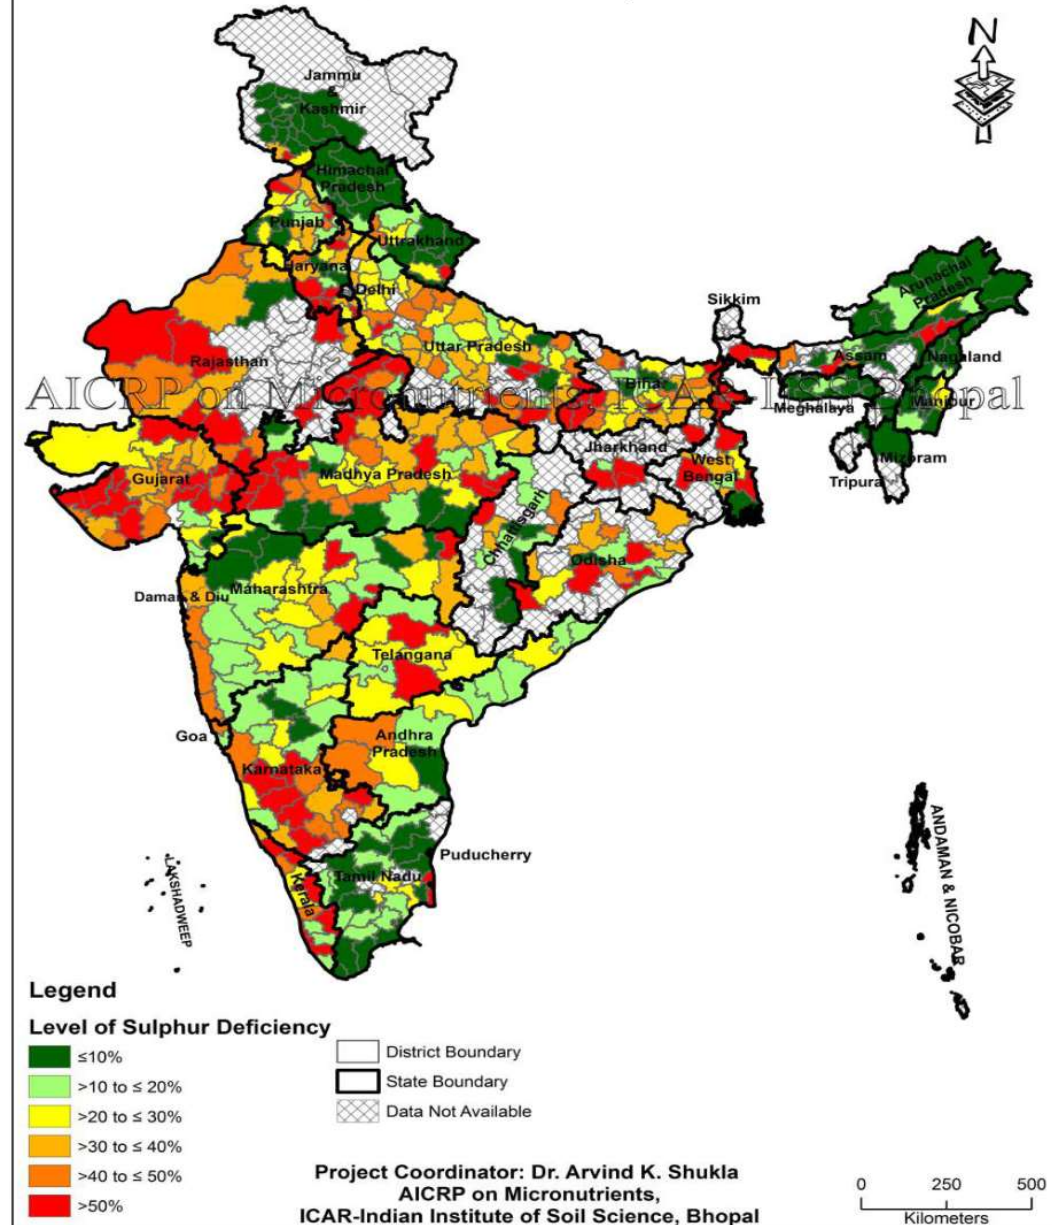 N
Jammu
&
Kashmir
Himachal
Pradesh
Punjab
Uttrakhand
Haryana
Delhi
Arunachal
Pradesh
Sikkim
Rajasthan
Uttar Pradesh
Assam
Nagaland
Bihar
AICRP on Micronutrients, ICAR-IISS, Bhopal
Meghalaya
Manipur
Jharkhand
Gujarat
Madhya Pradesh
West
Bengal
Mizoram
Tripura
Chhattisgarh
Odisha
Daman & Diu
Maharashtra
Telangana
Goa
Andhra
Pradesh
Karnataka
Puducherry
Tamil Nadu
Kerala
LAKSHADWEEP
ANDAMAN & NICOBAR
Legend
Level of Sulphur Deficiency
≤10%
>10 to ≤ 20%
>20 to ≤ 30%
>30 to ≤ 40%
>40 to ≤ 50%
>50%
District Boundary
State Boundary
Data Not Available
Project Coordinator: Dr. Arvind K. Shukla
AICRP on Micronutrients,
ICAR-Indian Institute of Soil Science, Bhopal
0 250 500
Kilometers